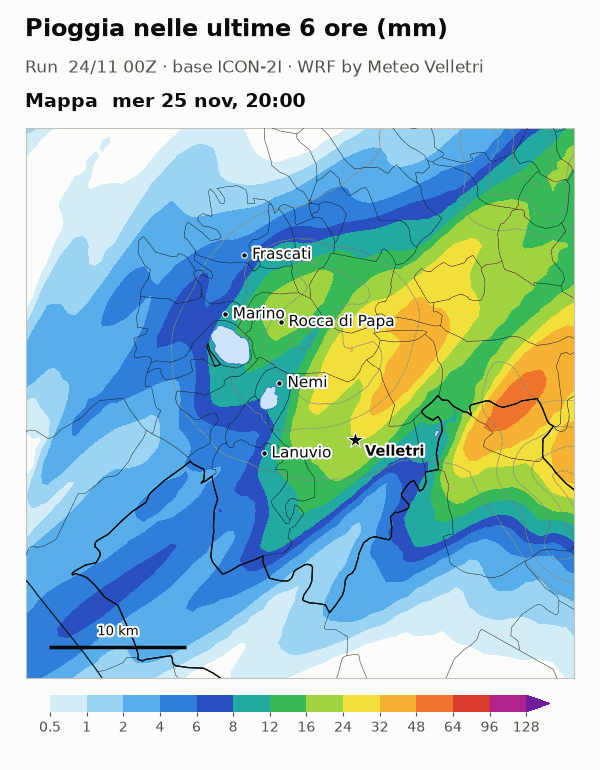 Pioggia nelle ultime 6 ore (mm)
Run  24/11 00Z · base ICON-2I · WRF by Meteo Velletri
Mappa  mer 25 nov, 20:00
Frascati
Marino
Rocca di Papa
Nemi
Velletri
Lanuvio
10 km
0.5 1 2 4 6 8 12 16 24 32 48 64 96 128